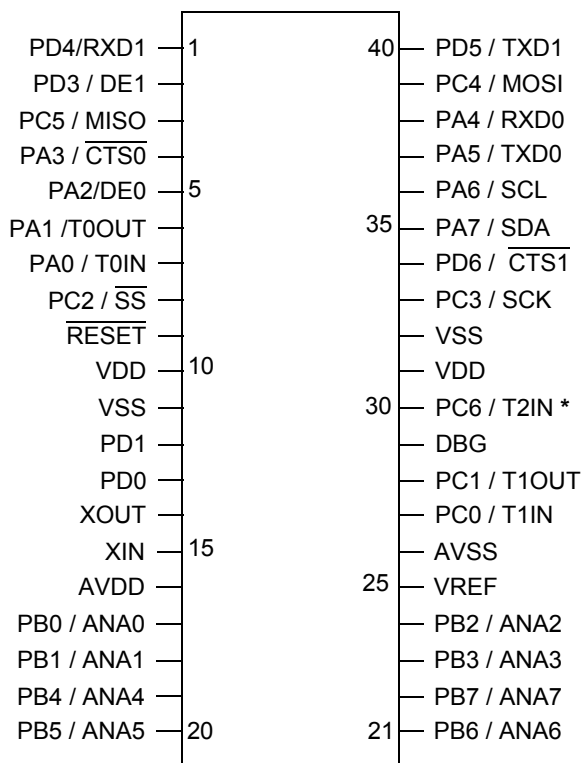 PD4/RXD1 1 40 PD5 / TXD1
PD3 / DE1 PC4 / MOSI
PC5 / MISO PA4 / RXD0
PA3 / CTS0 PA5 / TXD0
PA2/DE0 5 PA6 / SCL
PA1 /T0OUT 35 PA7 / SDA
PA0 / T0IN PD6 / CTS1
PC2 / SS PC3 / SCK
RESET VSS
VDD 10 VDD
VSS 30 PC6 / T2IN *
PD1 DBG
PD0 PC1 / T1OUT
XOUT PC0 / T1IN
XIN 15 AVSS
AVDD 25 VREF
PB0 / ANA0 PB2 / ANA2
PB1 / ANA1 PB3 / ANA3
PB4 / ANA4 PB7 / ANA7
PB5 / ANA5 20 21 PB6 / ANA6